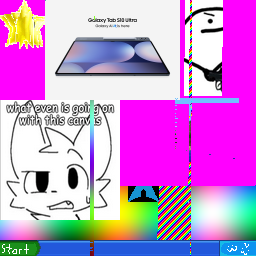 Galaxy Tab S10 Ultra
Galaxy AI is here
what even is going on
with this canvas
Start